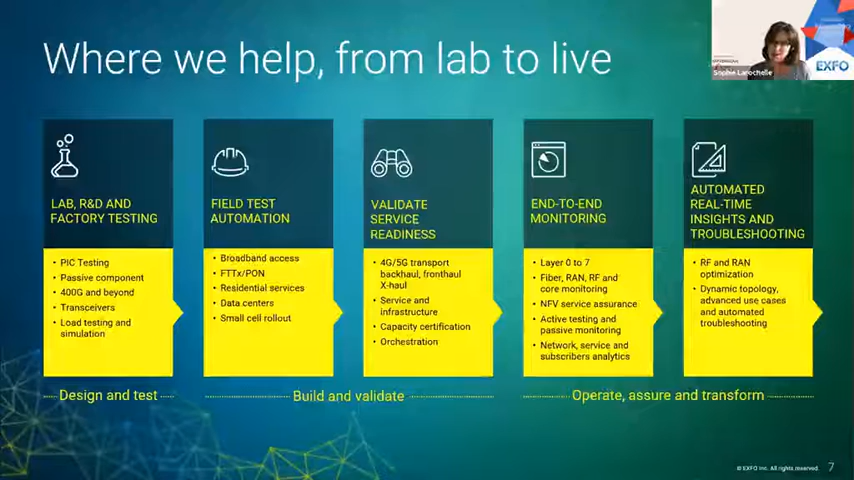 Where we help, from lab to live
EXFO
Sophie Larochelle
LAB, R&D AND
FACTORY TESTING
PIC Testing
Passive component
400G and beyond
Transceivers
Load testing and
simulation
FIELD TEST
AUTOMATION
Broadband access
FTTx/PON
Residential services
Data centers
Small cell rollout
VALIDATE
SERVICE
READINESS
4G/5G transport
backhaul, fronthaul
X-haul
Service and
infrastructure
Capacity certification
Orchestration
END-TO-END
MONITORING
Layer 0 to 7
Fiber, RAN, RF and
core monitoring
NFV service assurance
Active testing and
passive monitoring
Network, service and
subscribers analytics
AUTOMATED
REAL-TIME
INSIGHTS AND
TROUBLESHOOTING
RF and RAN
optimization
Dynamic topology,
advanced use cases
and automated
troubleshooting
Design and test
Build and validate
Operate, assure and transform
© EXFO Inc. All rights reserved. 7